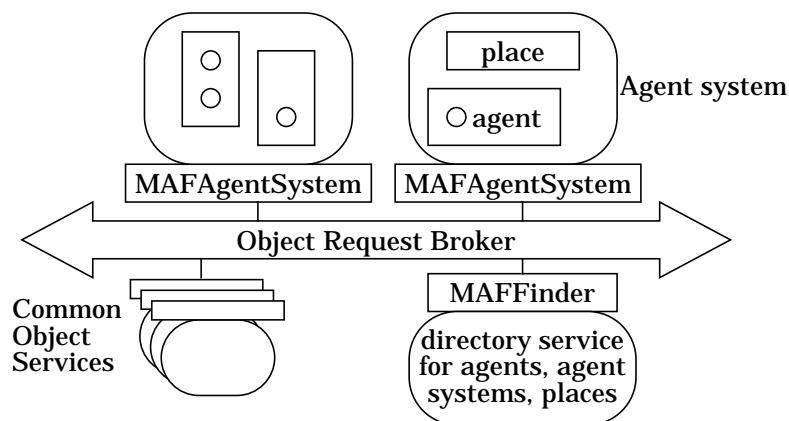 place
Agent system
agent
MAFAgentSystem
MAFAgentSystem
Object Request Broker
Common
Object
Services
MAFFinder
directory service
for agents, agent
systems, places